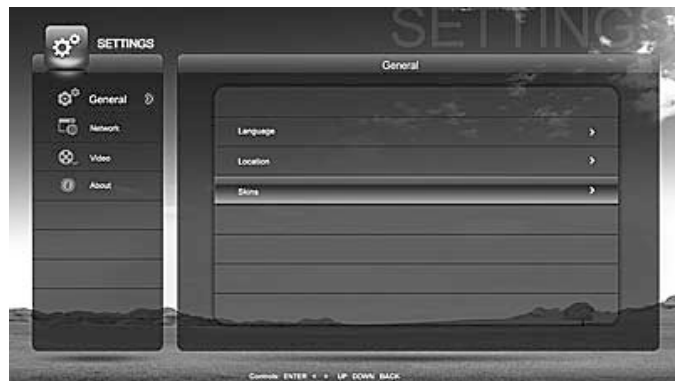 SETTINGS
SETTINGS
General
General
Network
Video
About
Language
Location
Skins
Controls: ENTER < > UP DOWN BACK